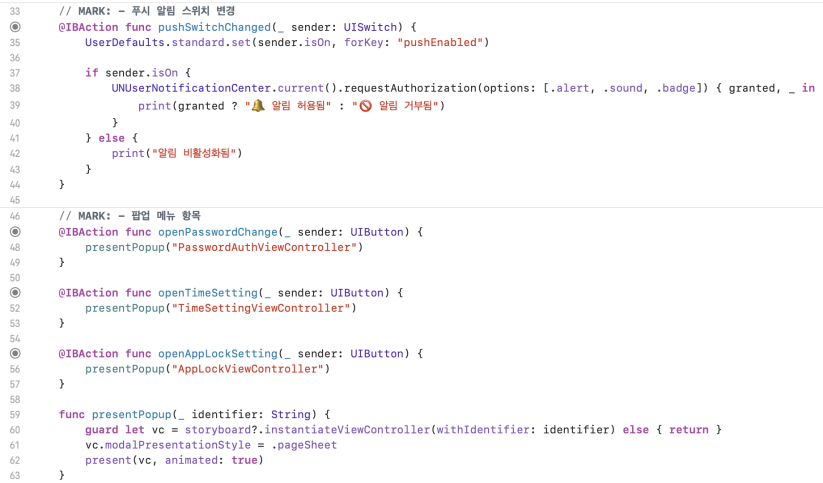 33 // MARK: - 푸시 알림 스위치 변경
@IBAction func pushSwitchChanged(_ sender: UISwitch) {
35 UserDefaults.standard.set(sender.isOn, forKey: "pushEnabled")
36
37 if sender.isOn {
38 UNUserNotificationCenter.current().requestAuthorization(options: [.alert, .sound, .badge]) { granted, _ in
39 print(granted ? "🔔 알림 허용됨" : "🚫 알림 거부됨")
40 }
41 } else {
42 print("알림 비활성화됨")
43 }
44 }
45
46 // MARK: - 팝업 메뉴 항목
@IBAction func openPasswordChange(_ sender: UIButton) {
48 presentPopup("PasswordAuthViewController")
49 }
50
@IBAction func openTimeSetting(_ sender: UIButton) {
52 presentPopup("TimeSettingViewController")
53 }
54
@IBAction func openAppLockSetting(_ sender: UIButton) {
56 presentPopup("AppLockViewController")
57 }
58
59 func presentPopup(_ identifier: String) {
60 guard let vc = storyboard?.instantiateViewController(withIdentifier: identifier) else { return }
61 vc.modalPresentationStyle = .pageSheet
62 present(vc, animated: true)
63 }